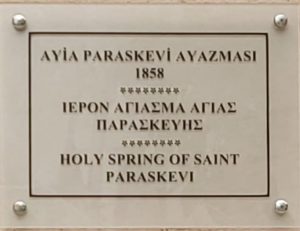 AYİA PARASKEVİ AYAZMASI
1858
********
ΙΕΡΟΝ ΑΓΙΑΣΜΑ ΑΓΙΑΣ
ΠΑΡΑΣΚΕΥΗΣ
********
HOLY SPRING OF SAINT
PARASKEVI